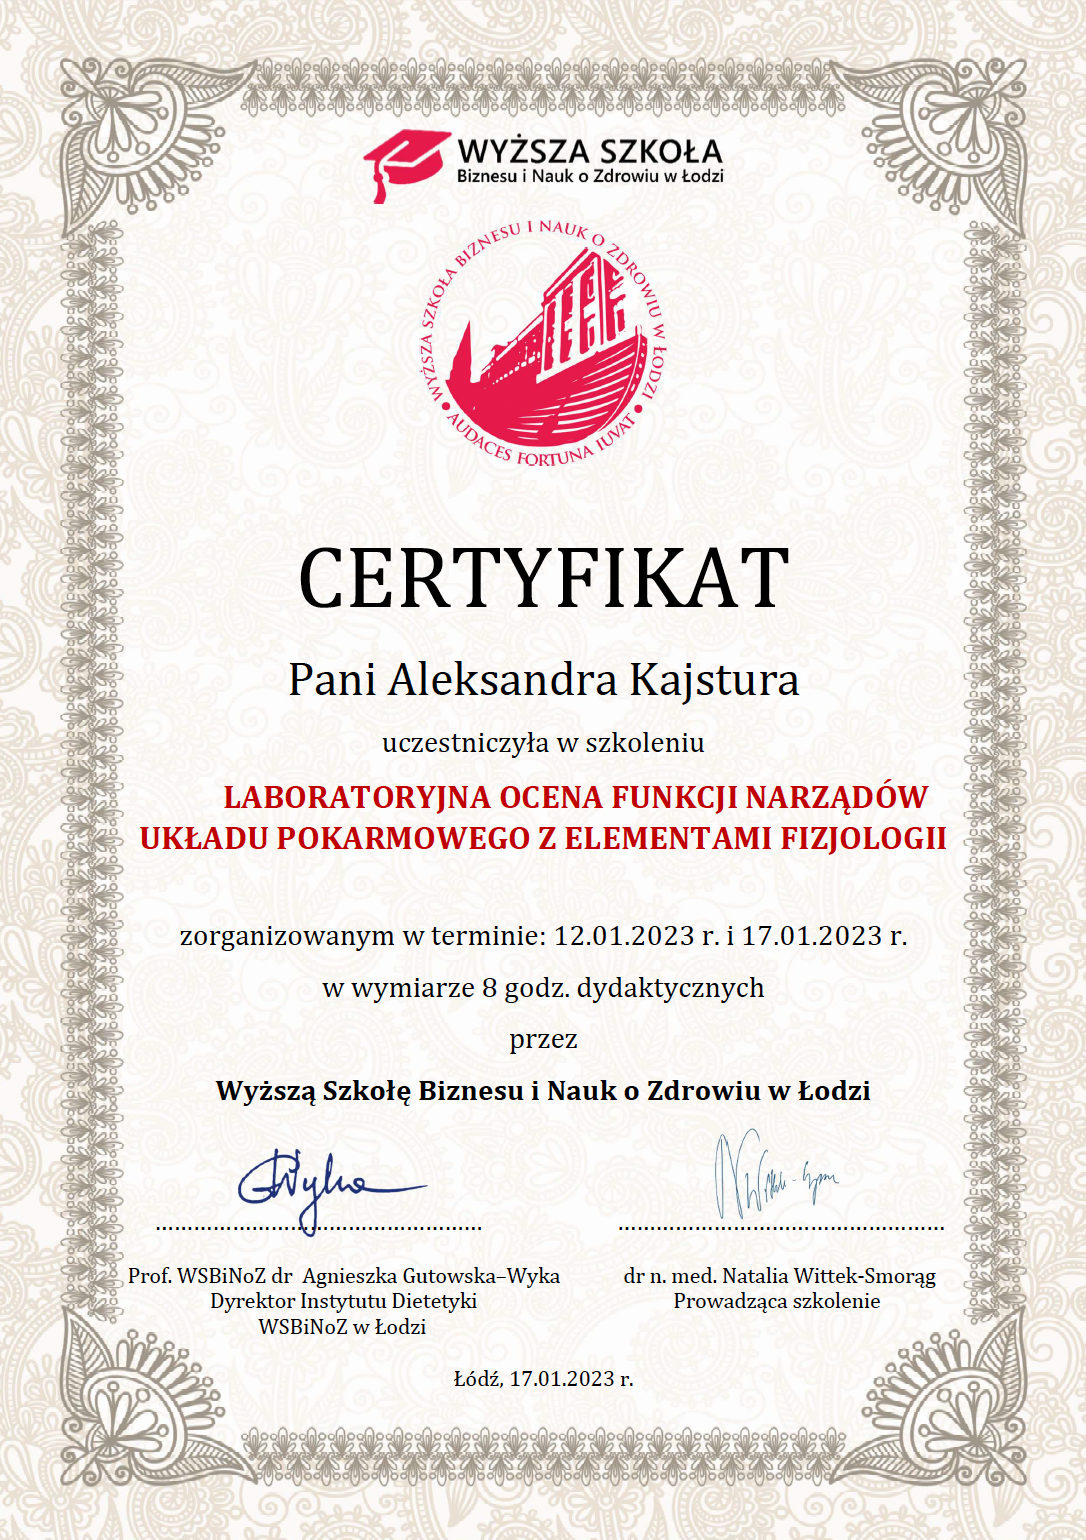 WYŻSZA SZKOŁA
Biznesu i Nauk o Zdrowiu w Łodzi
WYŻSZA SZKOŁA BIZNESU I NAUK O ZDROWIU W ŁODZI
AUDACES FORTUNA IUVAT
CERTYFIKAT
Pani Aleksandra Kajstura
uczestniczyła w szkoleniu
LABORATORYJNA OCENA FUNKCJI NARZĄDÓW
UKŁADU POKARMOWEGO Z ELEMENTAMI FIZJOLOGII
zorganizowanym w terminie: 12.01.2023 r. i 17.01.2023 r.
w wymiarze 8 godz. dydaktycznych
przez
Wyższą Szkołę Biznesu i Nauk o Zdrowiu w Łodzi
Prof. WSBiNoZ dr Agnieszka Gutowska–Wyka
Dyrektor Instytutu Dietetyki
WSBiNoZ w Łodzi
dr n. med. Natalia Wittek-Smorąg
Prowadząca szkolenie
Łódź, 17.01.2023 r.